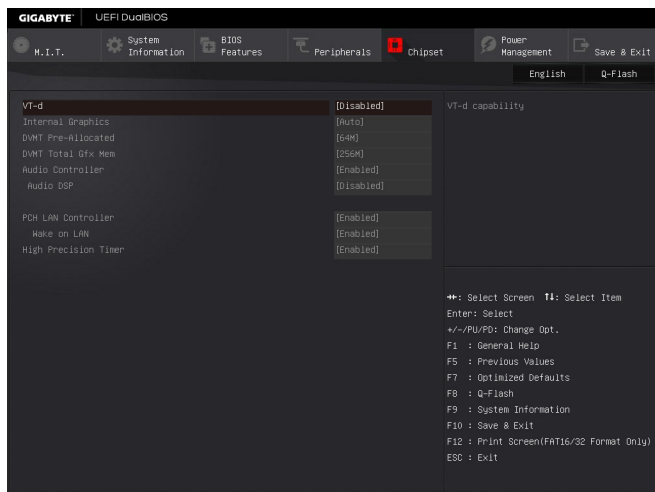 GIGABYTE™ UEFI DualBIOS
M.I.T. System Information BIOS Features Peripherals Chipset Power Management Save & Exit
English Q-Flash
VT-d [Disabled] VT-d capability
Internal Graphics [Auto]
DVMT Pre-Allocated [64M]
DVMT Total Gfx Mem [256M]
Audio Controller [Enabled]
Audio DSP [Disabled]
PCH LAN Controller [Enabled]
Wake on LAN [Enabled]
High Precision Timer [Enabled]
→←: Select Screen ↑↓: Select Item
Enter: Select
+/-/PU/PD: Change Opt.
F1 : General Help
F5 : Previous Values
F7 : Optimized Defaults
F8 : Q-Flash
F9 : System Information
F10 : Save & Exit
F12 : Print Screen(FAT16/32 Format Only)
ESC : Exit